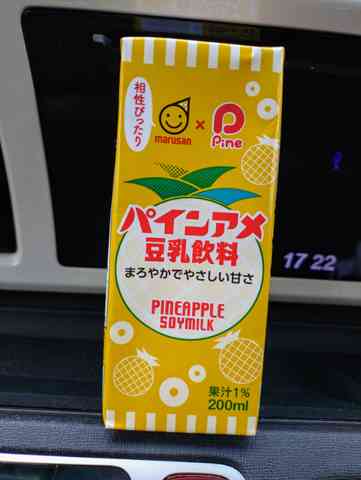 相性ぴったり
marusan
×
Pine
パインアメ
豆乳飲料
まろやかでやさしい甘さ
PINEAPPLE
SOYMILK
果汁1%
200ml
17 22